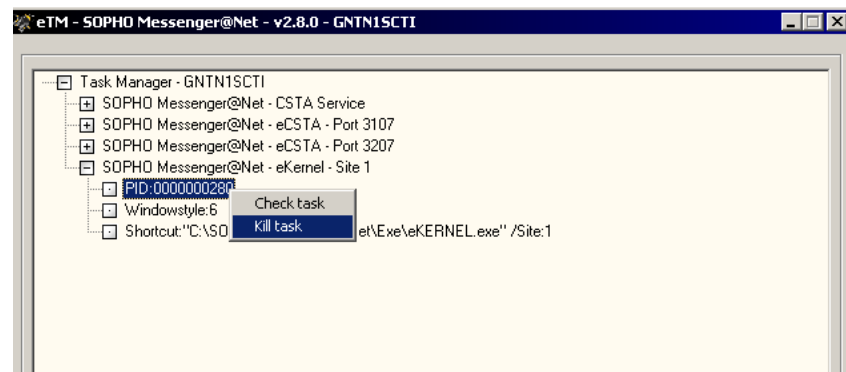 eTM - SOPHO Messenger@Net - v2.8.0 - GNTN1SCTI
Task Manager - GNTN1SCTI
SOPHO Messenger@Net - CSTA Service
SOPHO Messenger@Net - eCSTA - Port 3107
SOPHO Messenger@Net - eCSTA - Port 3207
SOPHO Messenger@Net - eKernel - Site 1
PID:0000000280
Check task
Windowstyle:6
Kill task
Shortcut:"C:\SO et\Exe\eKERNEL.exe" /Site:1